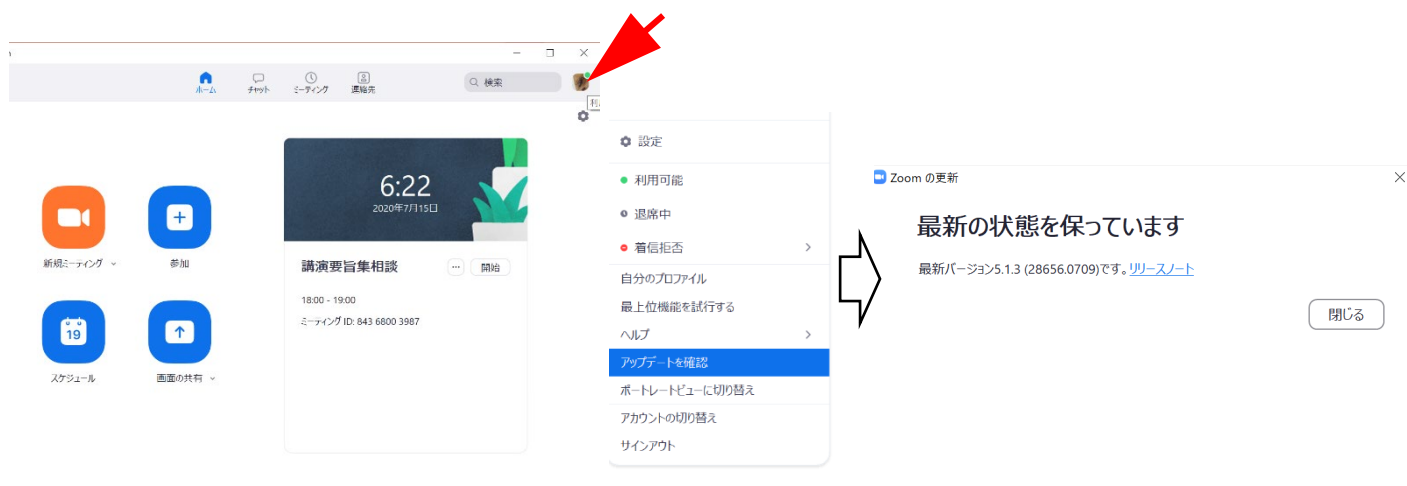 ホーム
チャット
ミーティング
連絡先
検索
6:22
2020年7月15日
新規ミーティング
参加
19
スケジュール
画面の共有
講演要旨集相談
開始
18:00 - 19:00
ミーティング ID: 843 6800 3987
設定
利用可能
退席中
着信拒否
自分のプロファイル
最上位機能を試行する
ヘルプ
アップデートを確認
ポートレートビューに切り替え
アカウントの切り替え
サインアウト
Zoom の更新
最新の状態を保っています
最新バージョン5.1.3 (28656.0709)です。リリースノート
閉じる